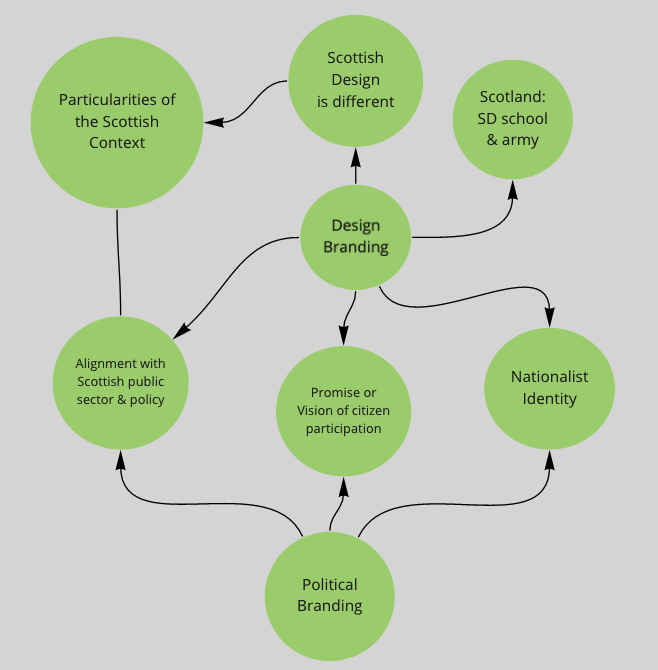 Scottish
Design
is different
Particularities of
the Scottish
Context
Scotland:
SD school
& army
Design
Branding
Alignment with
Scottish public
sector & policy
Promise or
Vision of citizen
participation
Nationalist
Identity
Political
Branding